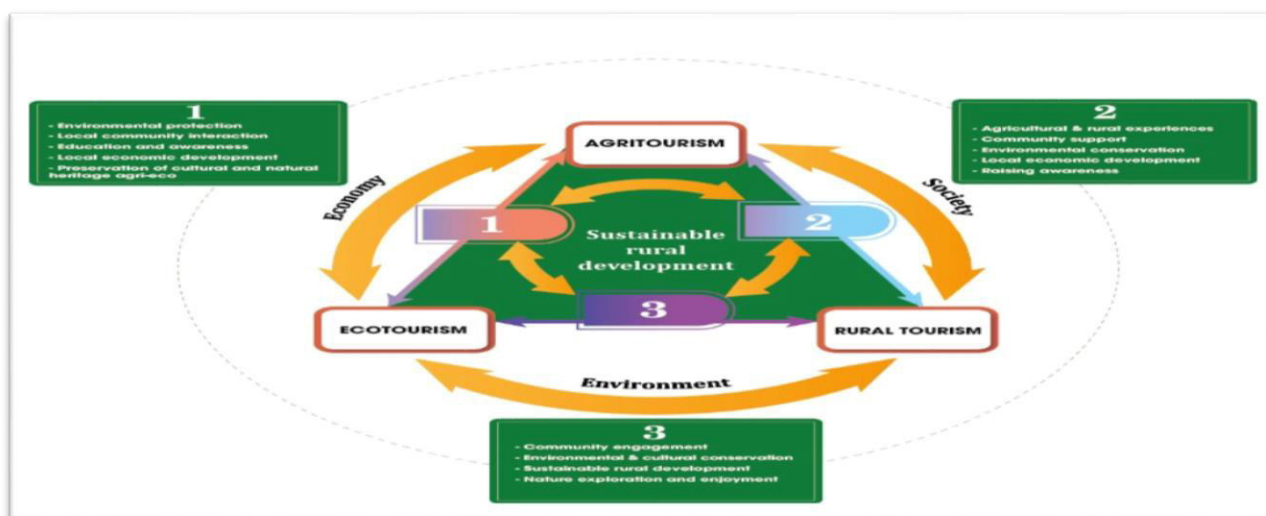 1
- Environmental protection
- Local community interaction
- Education and awareness
- Local economic development
- Preservation of cultural and natural
heritage agri-eco
2
- Agricultural & rural experiences
- Community support
- Environmental conservation
- Local economic development
- Raising awareness
AGRITOURISM
Economy
Society
1
2
Sustainable
rural
development
3
ECOTOURISM
RURAL TOURISM
Environment
3
- Community engagement
- Environmental & cultural conservation
- Sustainable rural development
- Nature exploration and enjoyment